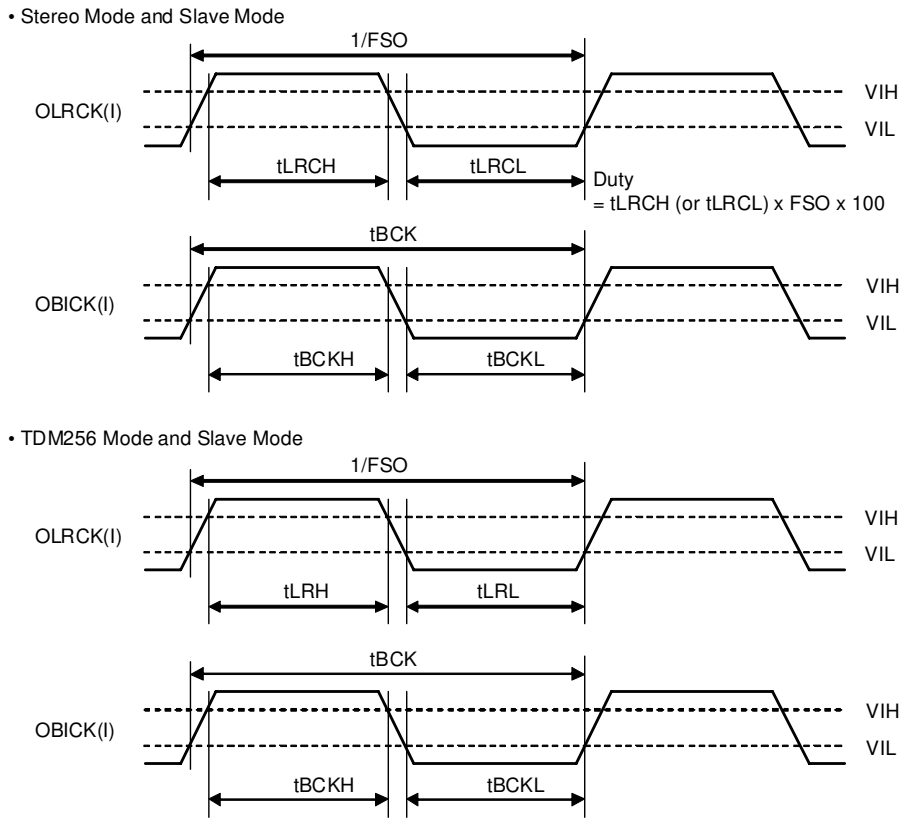 • Stereo Mode and Slave Mode
1/FSO
OLRCK(I)
VIH
VIL
tLRCH
tLRCL
Duty
= tLRCH (or tLRCL) x FSO x 100
tBCK
OBICK(I)
VIH
VIL
tBCKH
tBCKL
• TDM256 Mode and Slave Mode
1/FSO
OLRCK(I)
VIH
VIL
tLRH
tLRL
tBCK
OBICK(I)
VIH
VIL
tBCKH
tBCKL